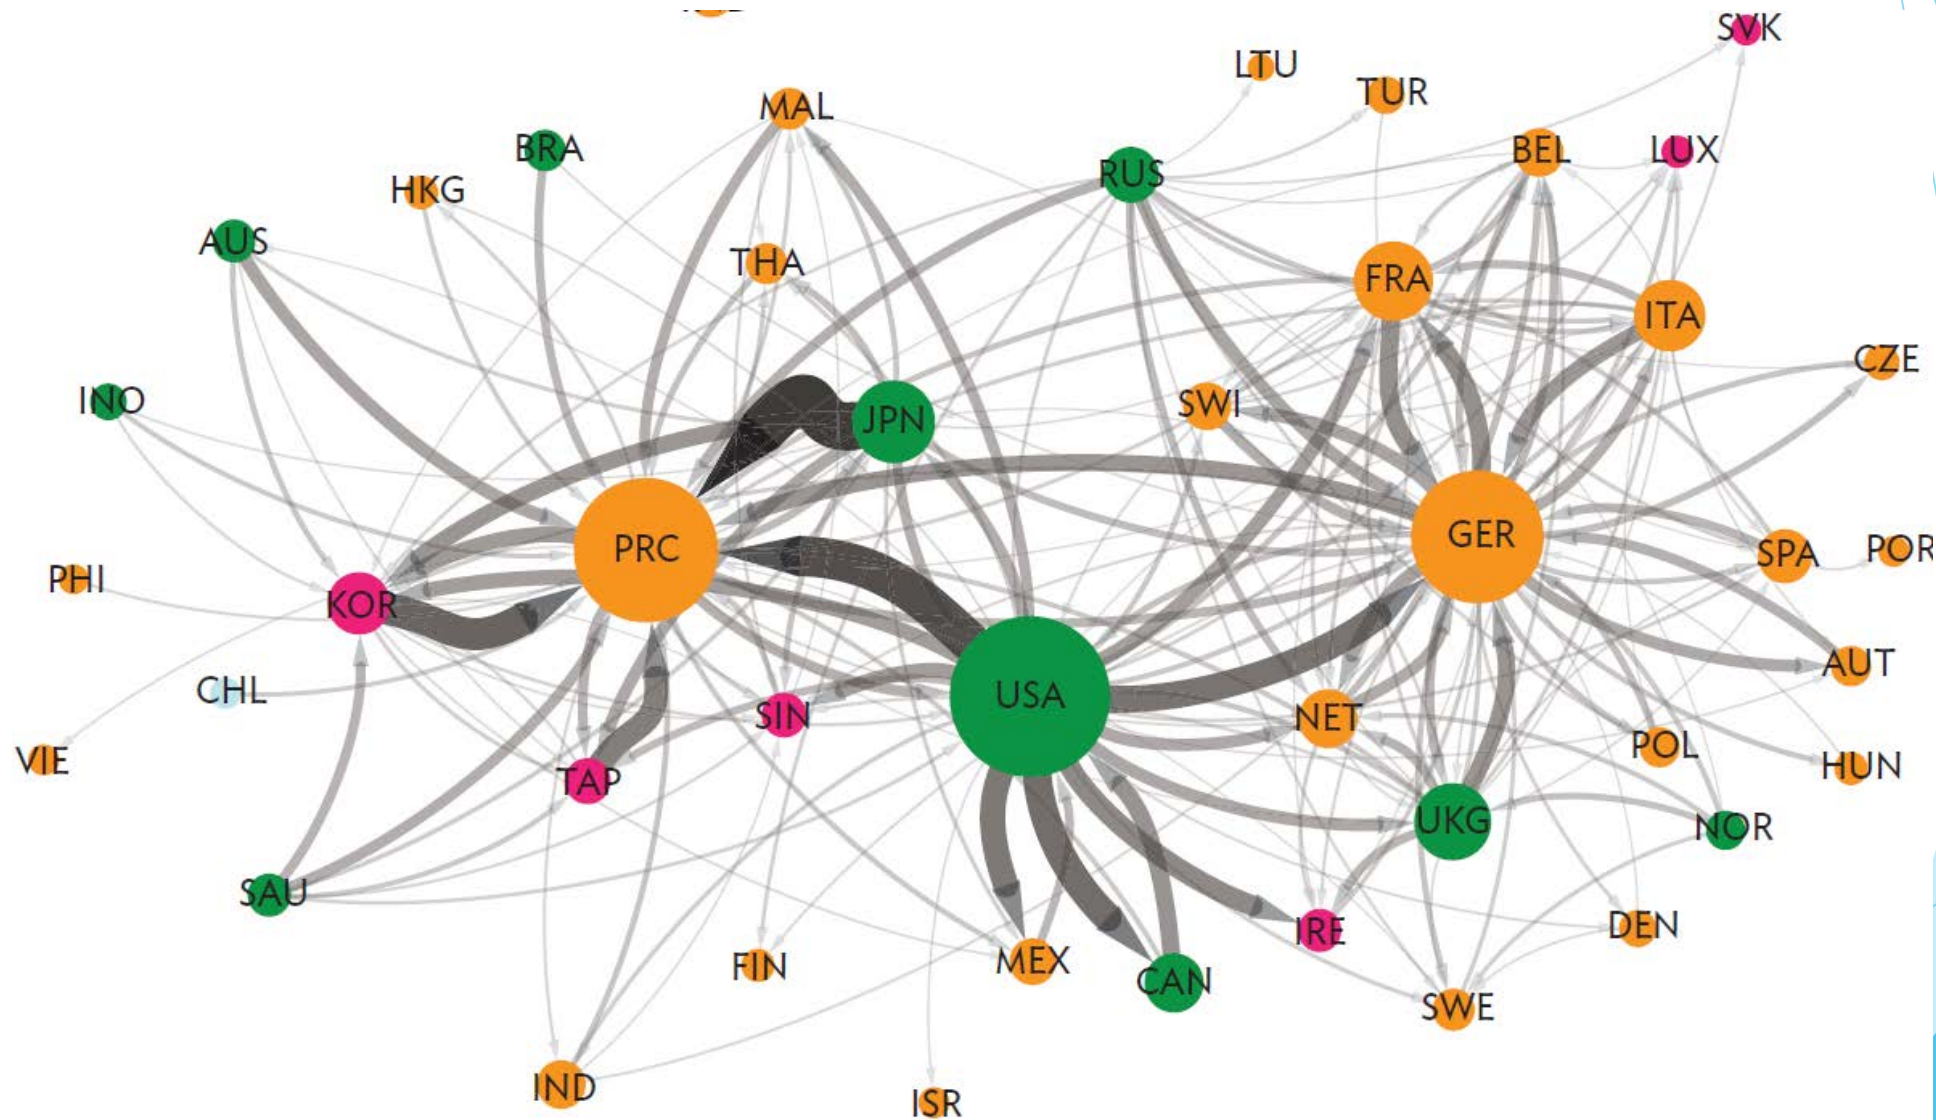 SVK
LTU
TUR
MAL
BRA
BEL
LUX
RUS
HKG
AUS
THA
FRA
ITA
CZE
INO
SWI
JPN
PRC
GER
SPA
POR
PHI
KOR
CHL
USA
AUT
SIN
NET
VIE
TAP
POL
HUN
UKG
NOR
SAU
IRE
DEN
FIN
MEX
CAN
SWE
IND
ISR